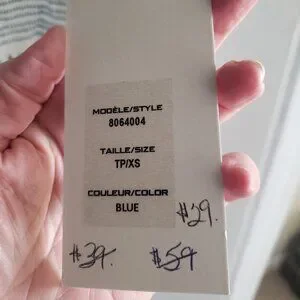 MODÈLE/STYLE
8064004
TAILLE/SIZE
TP/XS
COULEUR/COLOR
BLUE
#29.
#39. #59